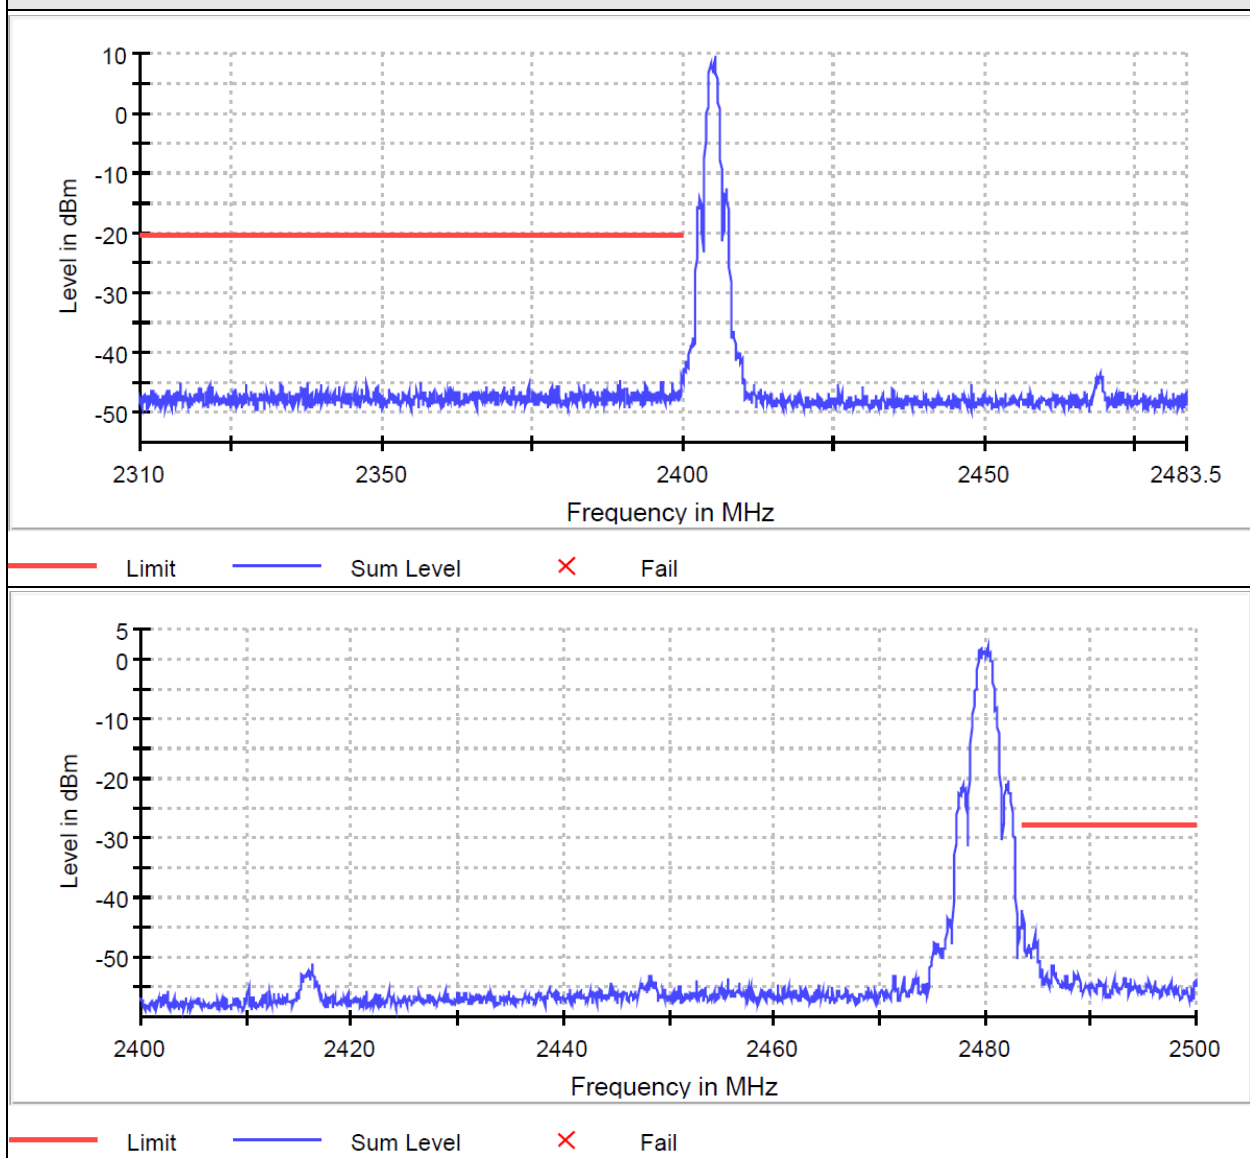 10
0
-10
-20
-30
-40
-50
Level in dBm
2310 2350 2400 2450 2483.5
Frequency in MHz
Limit Sum Level Fail
5
0
-10
-20
-30
-40
-50
Level in dBm
2400 2420 2440 2460 2480 2500
Frequency in MHz
Limit Sum Level Fail